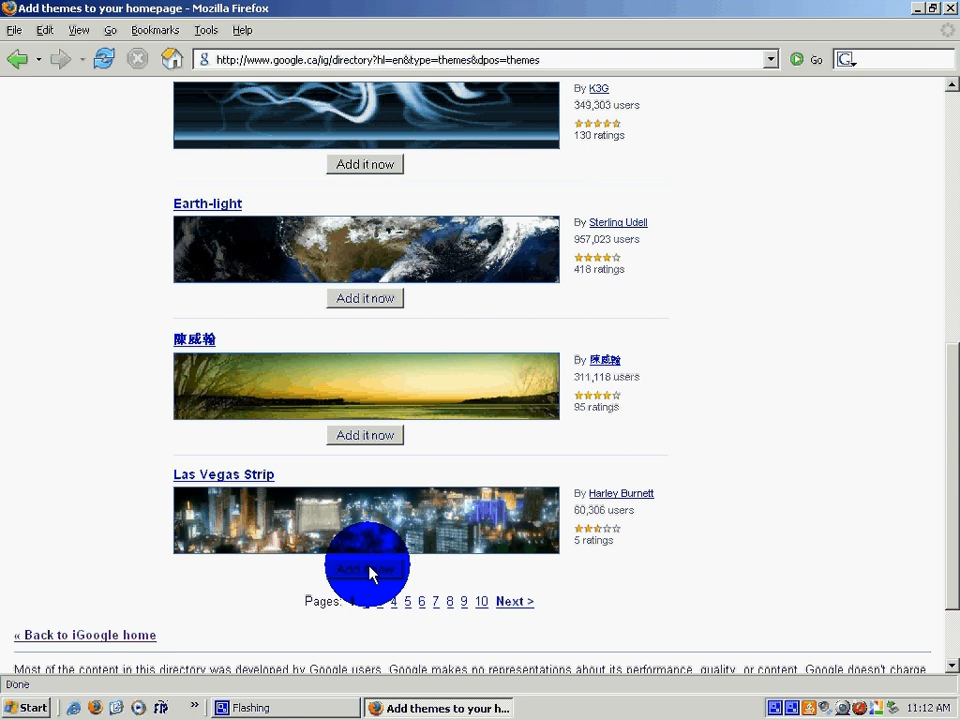 Add themes to your homepage - Mozilla Firefox
File Edit View Go Bookmarks Tools Help
http://www.google.ca/ig/directory?hl=en&type=themes&dpos=themes
Go
By K3G
349,303 users
130 ratings
Add it now
Earth-light
By Sterling Udell
957,023 users
418 ratings
Add it now
陳威翰
By 陳威翰
311,118 users
95 ratings
Add it now
Las Vegas Strip
By Harley Burnett
60,306 users
5 ratings
Add it now
Pages: 4 5 6 7 8 9 10 Next >
« Back to iGoogle home
Most of the content in this directory was developed by Google users. Google makes no representations about its performance, quality, or content. Google doesn't charge
Done
Start
Flashing
Add themes to your h...
11:12 AM